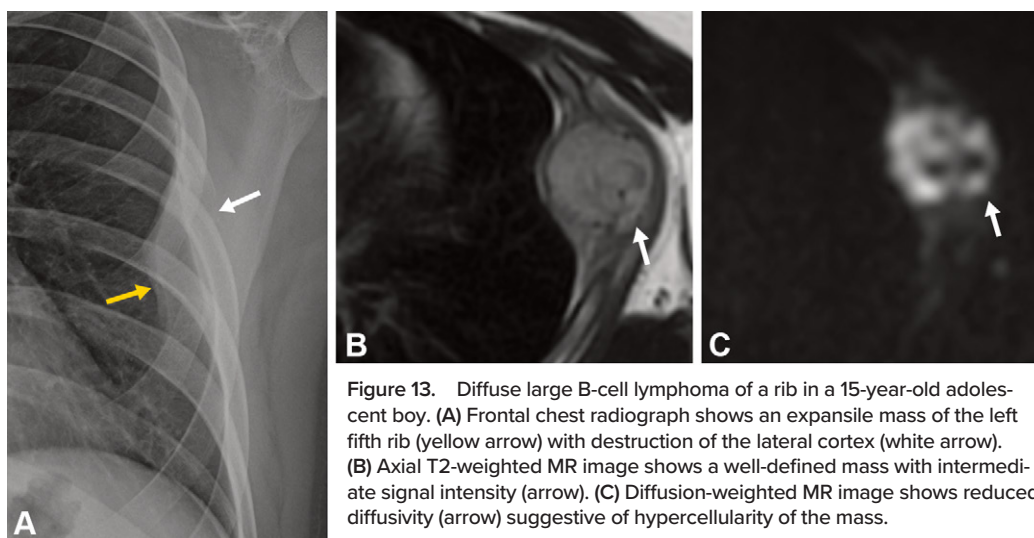 A
B
C
Figure 13. Diffuse large B-cell lymphoma of a rib in a 15-year-old adoles-
cent boy. (A) Frontal chest radiograph shows an expansile mass of the left
fifth rib (yellow arrow) with destruction of the lateral cortex (white arrow).
(B) Axial T2-weighted MR image shows a well-defined mass with intermedi-
ate signal intensity (arrow). (C) Diffusion-weighted MR image shows reduced
diffusivity (arrow) suggestive of hypercellularity of the mass.